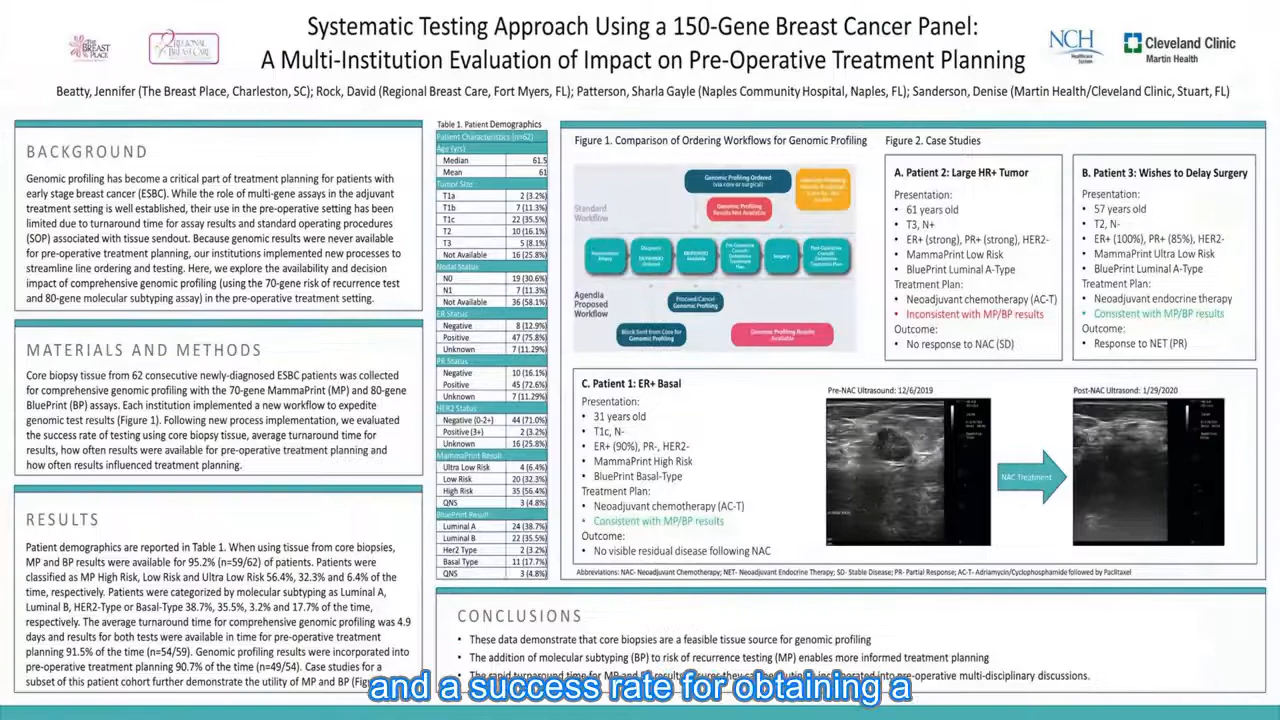 Systematic Testing Approach Using a 150-Gene Breast Cancer Panel:
A Multi-Institution Evaluation of Impact on Pre-Operative Treatment Planning
THE BREAST PLACE
REGIONAL BREAST CARE
NCH
Healthcare System
Cleveland Clinic
Martin Health
Beatty, Jennifer (The Breast Place, Charleston, SC); Rock, David (Regional Breast Care, Fort Myers, FL); Patterson, Sharla Gayle (Naples Community Hospital, Naples, FL); Sanderson, Denise (Martin Health/Cleveland Clinic, Stuart, FL)
BACKGROUND
Genomic profiling has become a critical part of treatment planning for patients with
early stage breast cancer (ESBC). While the role of multi-gene assays in the adjuvant
treatment setting is well established, their use in the pre-operative setting has been
limited due to turnaround time for assay results and standard operating procedures
(SOP) associated with tissue sendout. Because genomic results were never available
for pre-operative treatment planning, our institutions implemented new processes to
streamline ordering and testing. Here, we explore the availability and decision
impact of comprehensive genomic profiling (using the 70-gene risk of recurrence test
and 80-gene molecular subtyping assay) in the pre-operative treatment setting.
MATERIALS AND METHODS
Core biopsy tissue from 62 consecutive newly-diagnosed ESBC patients was collected
for comprehensive genomic profiling with the 70-gene MammaPrint (MP) and 80-gene
BluePrint (BP) assays. Each institution implemented a new workflow to expedite
genomic test results (Figure 1). Following new process implementation, we evaluated
the success rate of testing using core biopsy tissue, average turnaround time for
results, how often results were available for pre-operative treatment planning and
how often results influenced treatment planning.
RESULTS
Patient demographics are reported in Table 1. When using tissue from core biopsies,
MP and BP results were available for 95.2% (n=59/62) of patients. Patients were
classified as MP High Risk, Low Risk and Ultra Low Risk 56.4%, 32.3% and 6.4% of the
time, respectively. Patients were categorized by molecular subtyping as Luminal A,
Luminal B, HER2-Type or Basal-Type 38.7%, 35.5%, 3.2% and 17.7% of the time,
respectively. The average turnaround time for comprehensive genomic profiling was 4.9
days and results for both tests were available in time for pre-operative treatment
planning 91.5% of the time (n=54/59). Genomic profiling results were incorporated into
pre-operative treatment planning 90.7% of the time (n=49/54). Case studies for a
subset of this patient cohort further demonstrate the utility of MP and BP
Table 1. Patient Demographics
Patient Characteristics (n=62)
Age (yrs)
Median 61.5
Mean 61
Tumor Size
T1a 2 (3.2%)
T1b 7 (11.3%)
T1c 22 (35.5%)
T2 10 (16.1%)
T3 5 (8.1%)
Not Available 16 (25.8%)
Nodal Status
N0 19 (30.6%)
N1 7 (11.3%)
Not Available 36 (58.1%)
ER Status
Negative 8 (12.9%)
Positive 47 (75.8%)
Unknown 7 (11.29%)
PR Status
Negative 10 (16.1%)
Positive 45 (72.6%)
Unknown 7 (11.29%)
HER2 Status
Negative (0-2+) 44 (71.0%)
Positive (3+) 2 (3.2%)
Unknown 16 (25.8%)
MammaPrint Result
Ultra Low Risk 4 (6.4%)
Low Risk 20 (32.3%)
High Risk 35 (56.4%)
QNS 3 (4.8%)
BluePrint Result
Luminal A 24 (38.7%)
Luminal B 22 (35.5%)
Her2 Type 2 (3.2%)
Basal Type 11 (17.7%)
QNS 3 (4.8%)
Figure 1. Comparison of Ordering Workflows for Genomic Profiling
Genomic Profiling Ordered
(via core or surgical)
Genomic Profiling
Results Not Available
Standard
Workflow
Surgery
Agendia
Proposed
Workflow
Proceed/Cancel
Genomic Profiling
Block Sent from Core for
Genomic Profiling
Genomic Profiling Results
Available
Figure 2. Case Studies
A. Patient 2: Large HR+ Tumor
Presentation:
• 61 years old
• T3, N+
• ER+ (strong), PR+ (strong), HER2-
• MammaPrint Low Risk
• BluePrint Luminal A-Type
Treatment Plan:
• Neoadjuvant chemotherapy (AC-T)
• Inconsistent with MP/BP results
Outcome:
• No response to NAC (SD)
B. Patient 3: Wishes to Delay Surgery
Presentation:
• 57 years old
• T2, N-
• ER+ (100%), PR+ (85%), HER2-
• MammaPrint Ultra Low Risk
• BluePrint Luminal A-Type
Treatment Plan:
• Neoadjuvant endocrine therapy
• Consistent with MP/BP results
Outcome:
• Response to NET (PR)
C. Patient 1: ER+ Basal
Presentation:
• 31 years old
• T1c, N-
• ER+ (90%), PR-, HER2-
• MammaPrint High Risk
• BluePrint Basal-Type
Treatment Plan:
• Neoadjuvant chemotherapy (AC-T)
• Consistent with MP/BP results
Outcome:
• No visible residual disease following NAC
Pre-NAC Ultrasound: 12/6/2019
NAC Treatment
Post-NAC Ultrasound: 1/29/2020
Abbreviations: NAC- Neoadjuvant Chemotherapy; NET- Neoadjuvant Endocrine Therapy; SD- Stable Disease; PR- Partial Response; AC-T- Adriamycin/Cyclophosphamide followed by Paclitaxel
CONCLUSIONS
• These data demonstrate that core biopsies are a feasible tissue source for genomic profiling
• The addition of molecular subtyping (BP) to risk of recurrence testing (MP) enables more informed treatment planning
• The rapid turnaround time for MP and BP results pre-operative multi-disciplinary discussions.
and a success rate for obtaining a